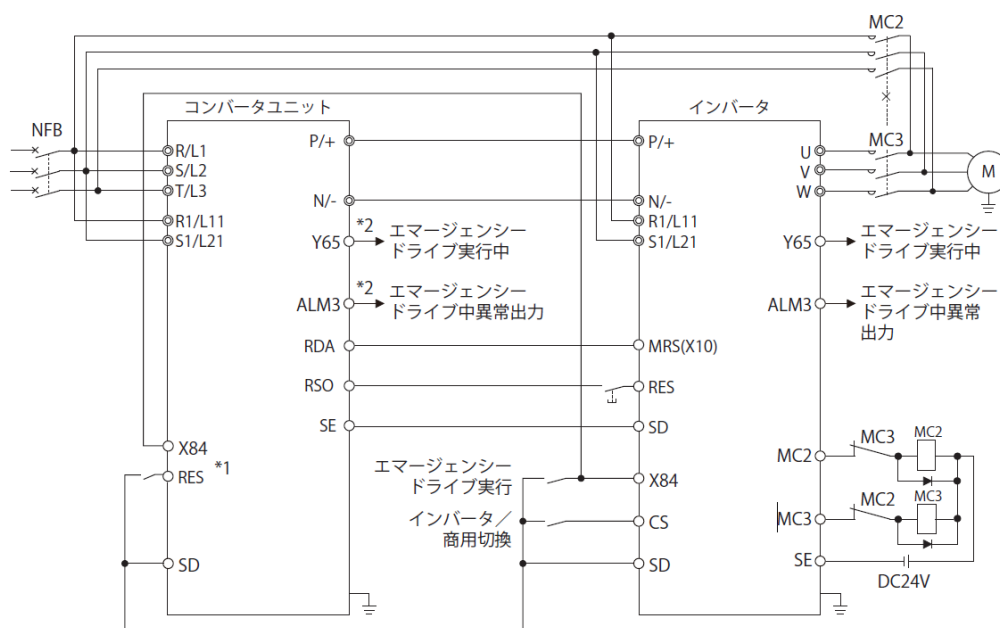 MC2
コンバータユニット
インバータ
NFB
R/L1
S/L2
T/L3
R1/L11
S1/L21
P/+
N/-
*2
Y65
エマージェンシー
ドライブ実行中
*2
ALM3
エマージェンシー
ドライブ中異常出力
RDA
RSO
SE
X84
RES
*1
SD
P/+
N/-
R1/L11
S1/L21
MRS(X10)
RES
SD
エマージェンシー
ドライブ実行
X84
インバータ/
商用切換
CS
SD
MC3
U
V
W
M
Y65
エマージェンシー
ドライブ実行中
ALM3
エマージェンシー
ドライブ中異常
出力
MC2
MC3
MC2
MC3
MC2
MC3
SE
DC24V